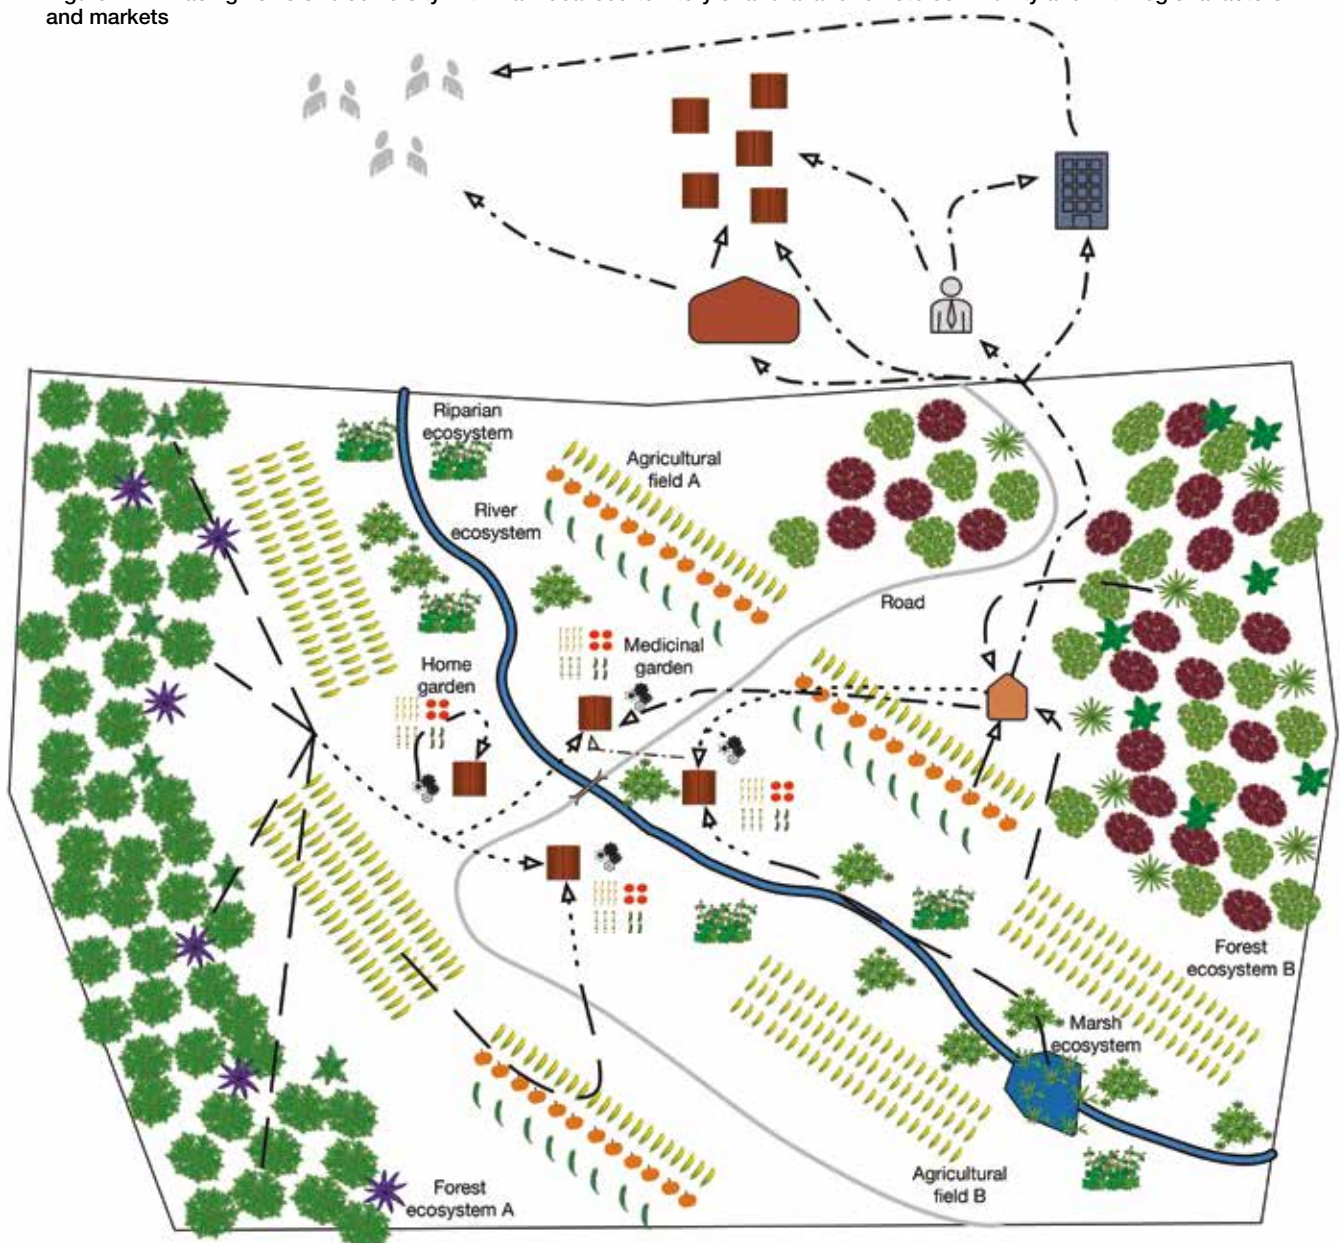 and markets
Riparian
ecosystem
Agricultural
field A
River
ecosystem
Road
Medicinal
garden
Home
garden
Forest
ecosystem B
Marsh
ecosystem
Agricultural
field B
Forest
ecosystem A